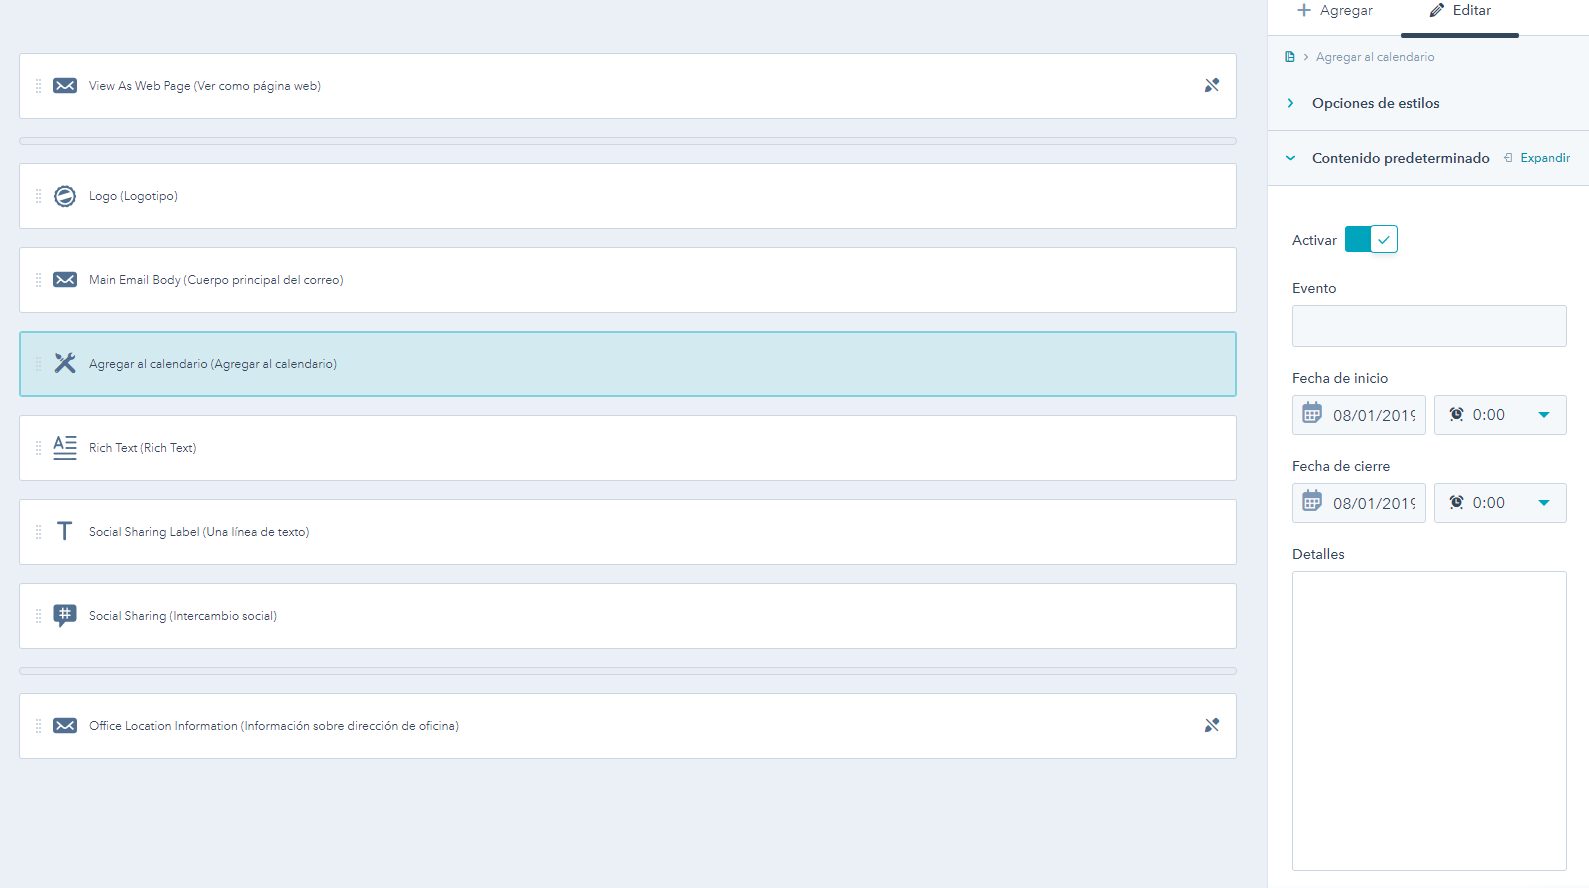 View As Web Page (Ver como página web)
Logo (Logotipo)
Main Email Body (Cuerpo principal del correo)
Agregar al calendario (Agregar al calendario)
Rich Text (Rich Text)
Social Sharing Label (Una línea de texto)
Social Sharing (Intercambio social)
Office Location Information (Información sobre dirección de oficina)
Agregar
Editar
Agregar al calendario
Opciones de estilos
Contenido predeterminado Expandir
Activar
Evento
Fecha de inicio
08/01/2019 0:00
Fecha de cierre
08/01/2019 0:00
Detalles